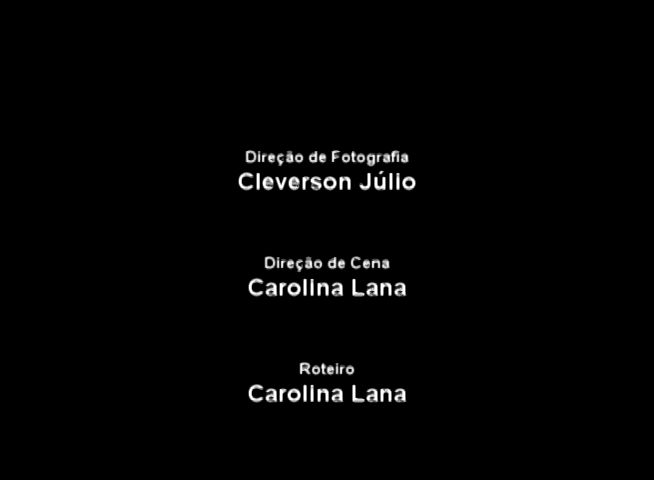 Direção de Fotografia
Cleverson Júlio
Direção de Cena
Carolina Lana
Roteiro
Carolina Lana